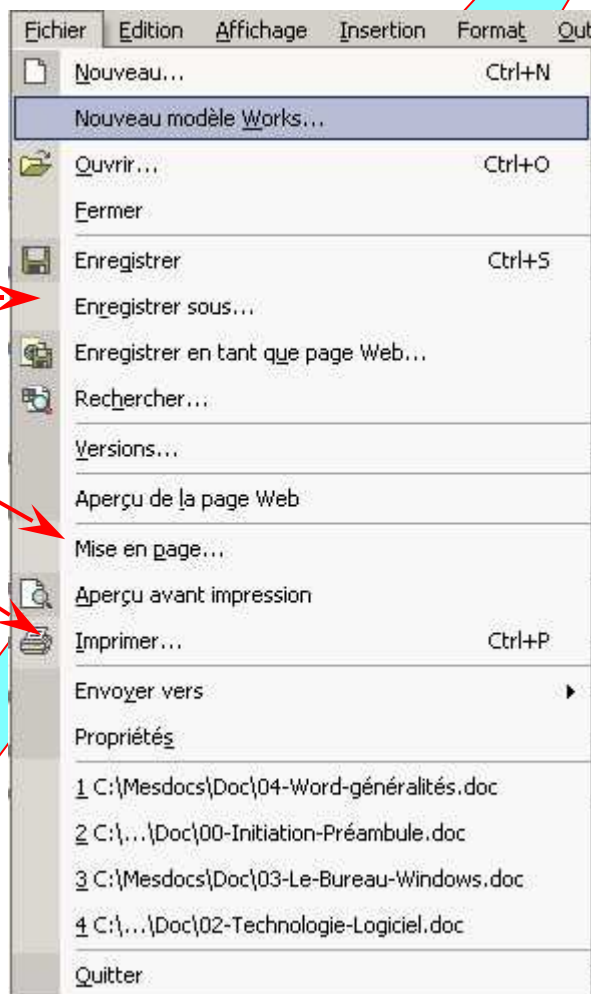 Fichier Edition Affichage Insertion Format Out
Nouveau... Ctrl+N
Nouveau modèle Works...
Ouvrir... Ctrl+O
Fermer
Enregistrer Ctrl+S
Enregistrer sous...
Enregistrer en tant que page Web...
Rechercher...
Versions...
Aperçu de la page Web
Mise en page...
Aperçu avant impression
Imprimer... Ctrl+P
Envoyer vers
Propriétés
1 C:\Mesdocs\Doc\04-Word-généralités.doc
2 C:\...\Doc\00-Initiation-Préambule.doc
3 C:\Mesdocs\Doc\03-Le-Bureau-Windows.doc
4 C:\...\Doc\02-Technologie-Logiciel.doc
Quitter